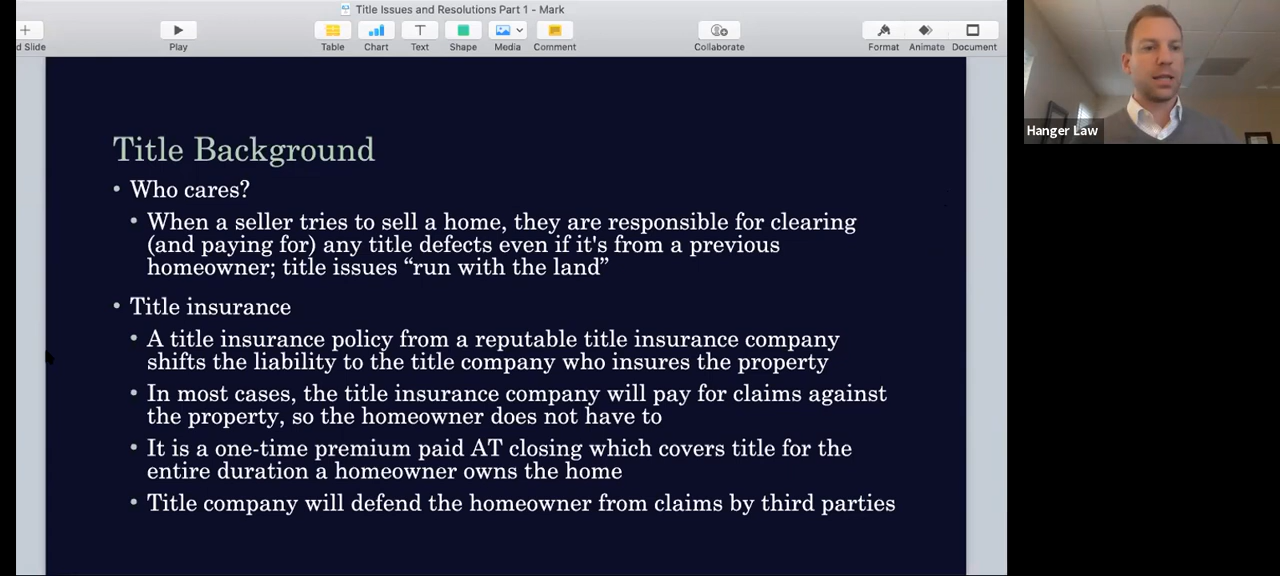 Title Issues and Resolutions Part 1 - Mark
d Slide
Play
Table
Chart
Text
Shape
Media
Comment
Collaborate
Format
Animate
Document
Hanger Law
Title Background
• Who cares?
• When a seller tries to sell a home, they are responsible for clearing
(and paying for) any title defects even if it's from a previous
homeowner; title issues “run with the land”
• Title insurance
• A title insurance policy from a reputable title insurance company
shifts the liability to the title company who insures the property
• In most cases, the title insurance company will pay for claims against
the property, so the homeowner does not have to
• It is a one-time premium paid AT closing which covers title for the
entire duration a homeowner owns the home
• Title company will defend the homeowner from claims by third parties